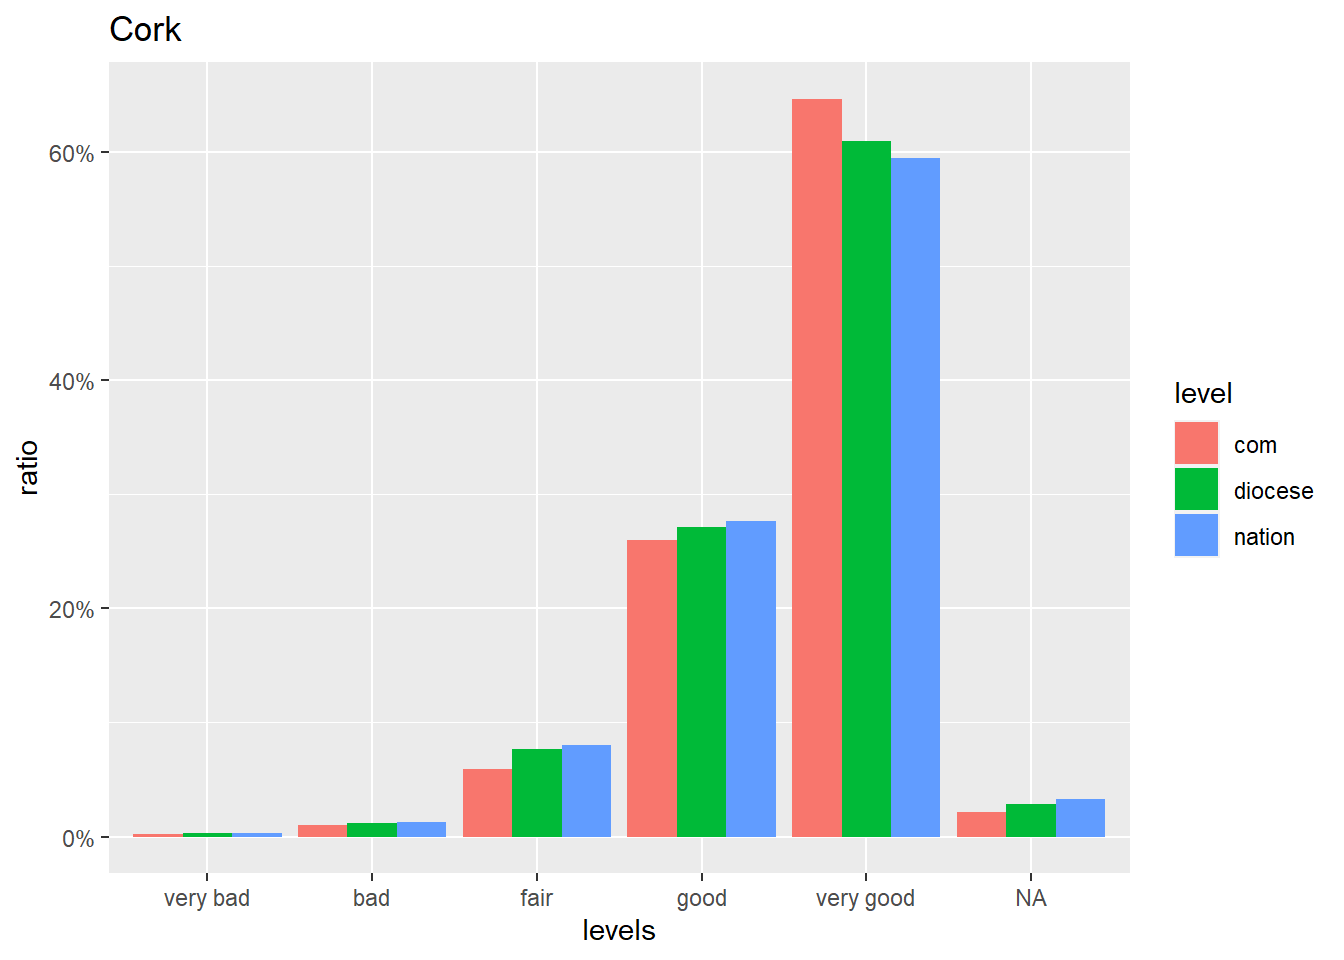 Cork
60%
40%
20%
0%
ratio
very bad
bad
fair
good
very good
NA
levels
level
com
diocese
nation